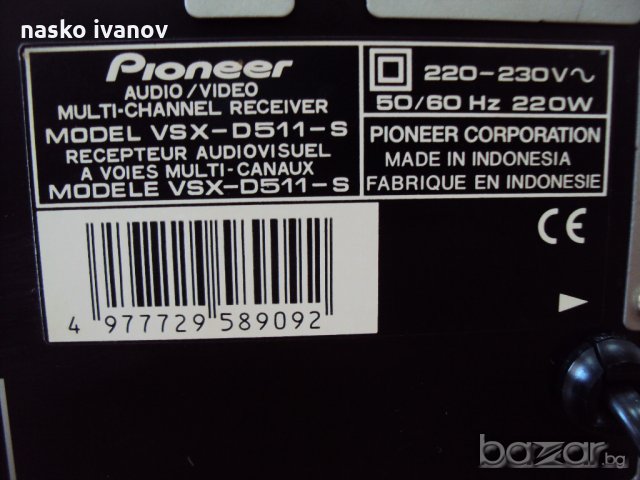 nasko ivanov
Pioneer
AUDIO/VIDEO
MULTI-CHANNEL RECEIVER
MODEL VSX-D511-S
RECEPTEUR AUDIOVISUEL
A VOIES MULTI-CANAUX
MODELE VSX-D511-S
220-230V~
50/60 Hz 220W
PIONEER CORPORATION
MADE IN INDONESIA
FABRIQUE EN INDONESIE
CE
4 977729 589092
bazar.bg